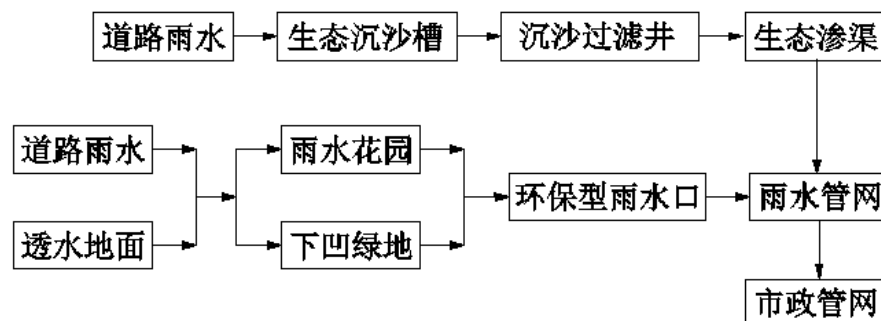 道路雨水 生态沉沙槽 沉沙过滤井 生态渗渠
道路雨水 雨水花园
环保型雨水口 雨水管网
透水地面 下凹绿地
市政管网